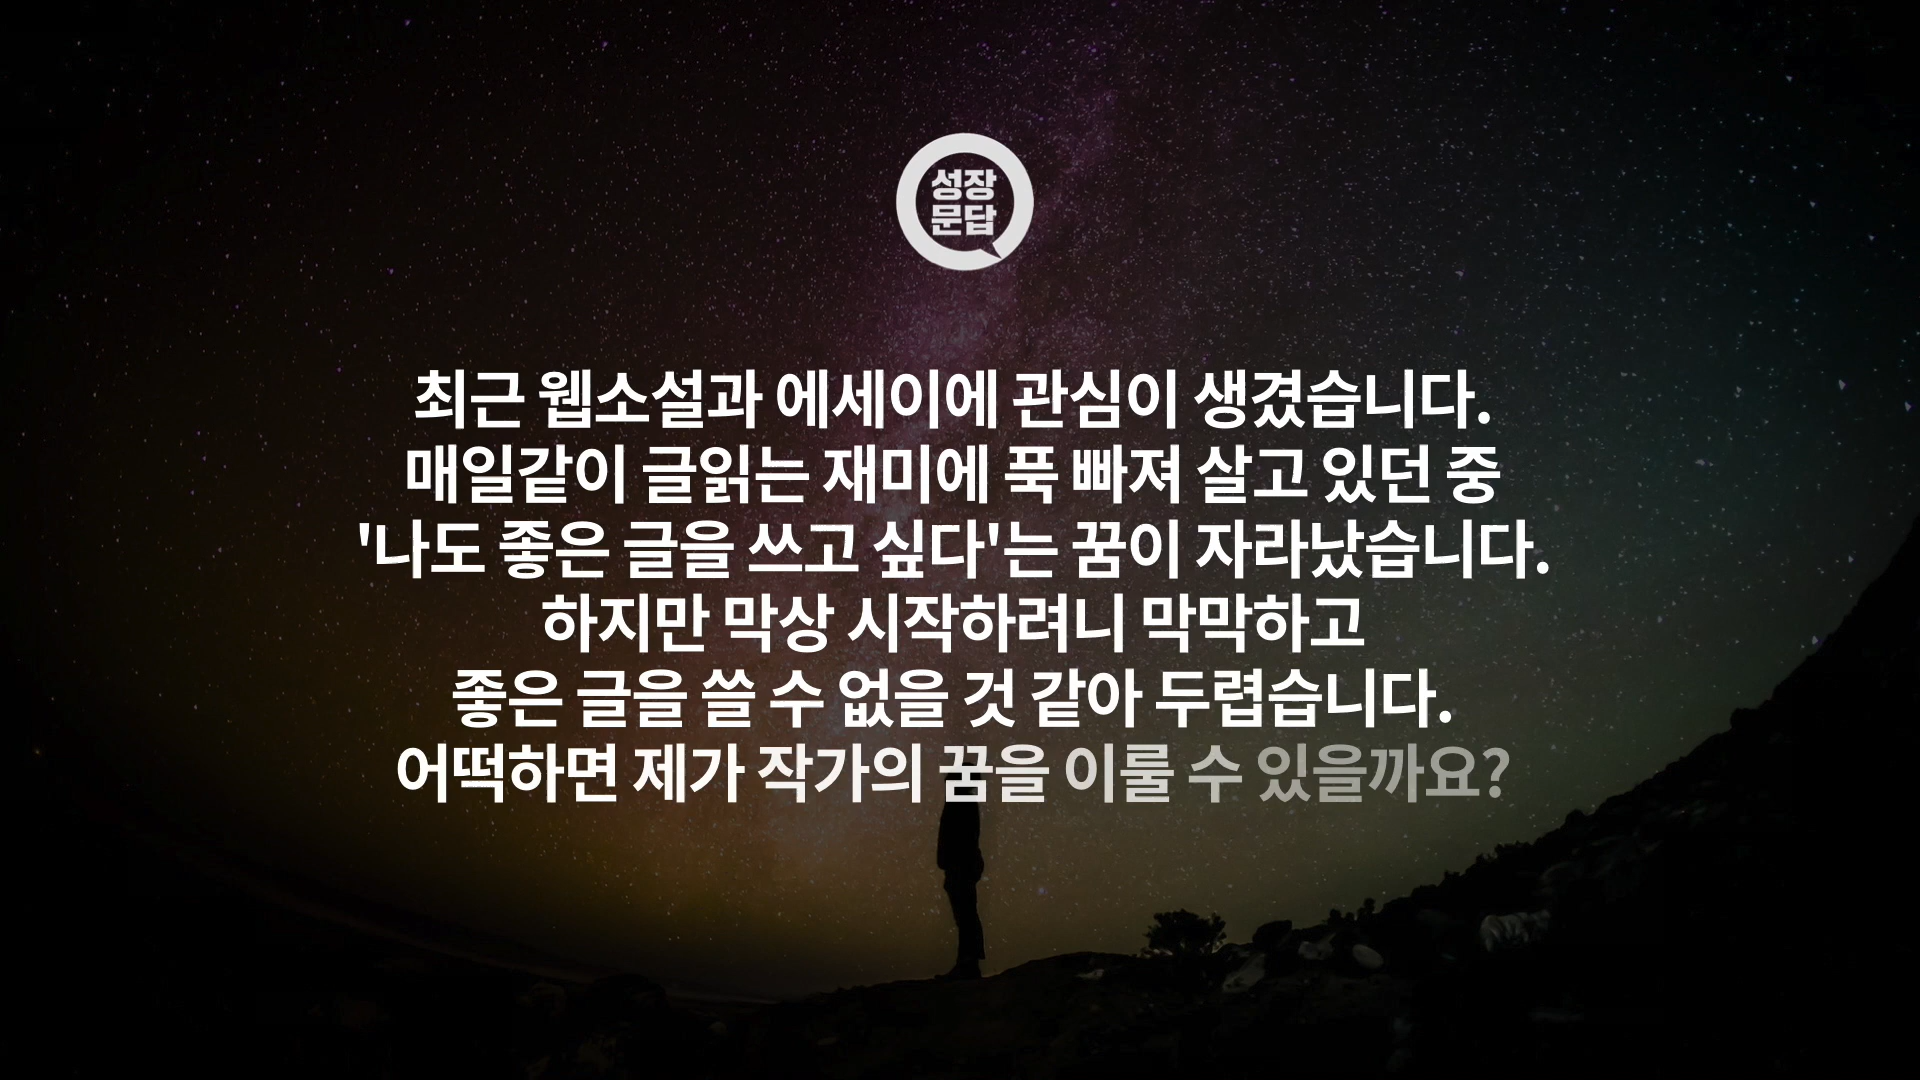 성장
문답
최근 웹소설과 에세이에 관심이 생겼습니다.
매일같이 글읽는 재미에 푹 빠져 살고 있던 중
'나도 좋은 글을 쓰고 싶다'는 꿈이 자라났습니다.
하지만 막상 시작하려니 막막하고
좋은 글을 쓸 수 없을 것 같아 두렵습니다.
어떡하면 제가 작가의 꿈을 이룰 수 있을까요?